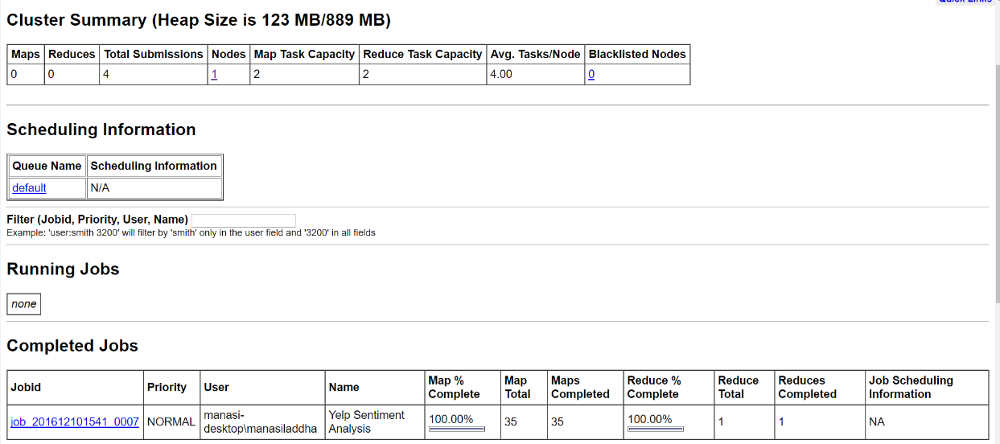 Quick Links
Cluster Summary (Heap Size is 123 MB/889 MB)
Maps Reduces Total Submissions Nodes Map Task Capacity Reduce Task Capacity Avg. Tasks/Node Blacklisted Nodes
0 0 4 1 2 2 4.00 0
Scheduling Information
Queue Name Scheduling Information
default N/A
Filter (Jobid, Priority, User, Name)
Example: 'user:smith 3200' will filter by 'smith' only in the user field and '3200' in all fields
Running Jobs
none
Completed Jobs
Jobid Priority User Name Map % Complete Map Total Maps Completed Reduce % Complete Reduce Total Reduces Completed Job Scheduling Information
job_201612101541_0007 NORMAL manasi-desktop\manasiladdha Yelp Sentiment Analysis 100.00% 35 35 100.00% 1 1 NA